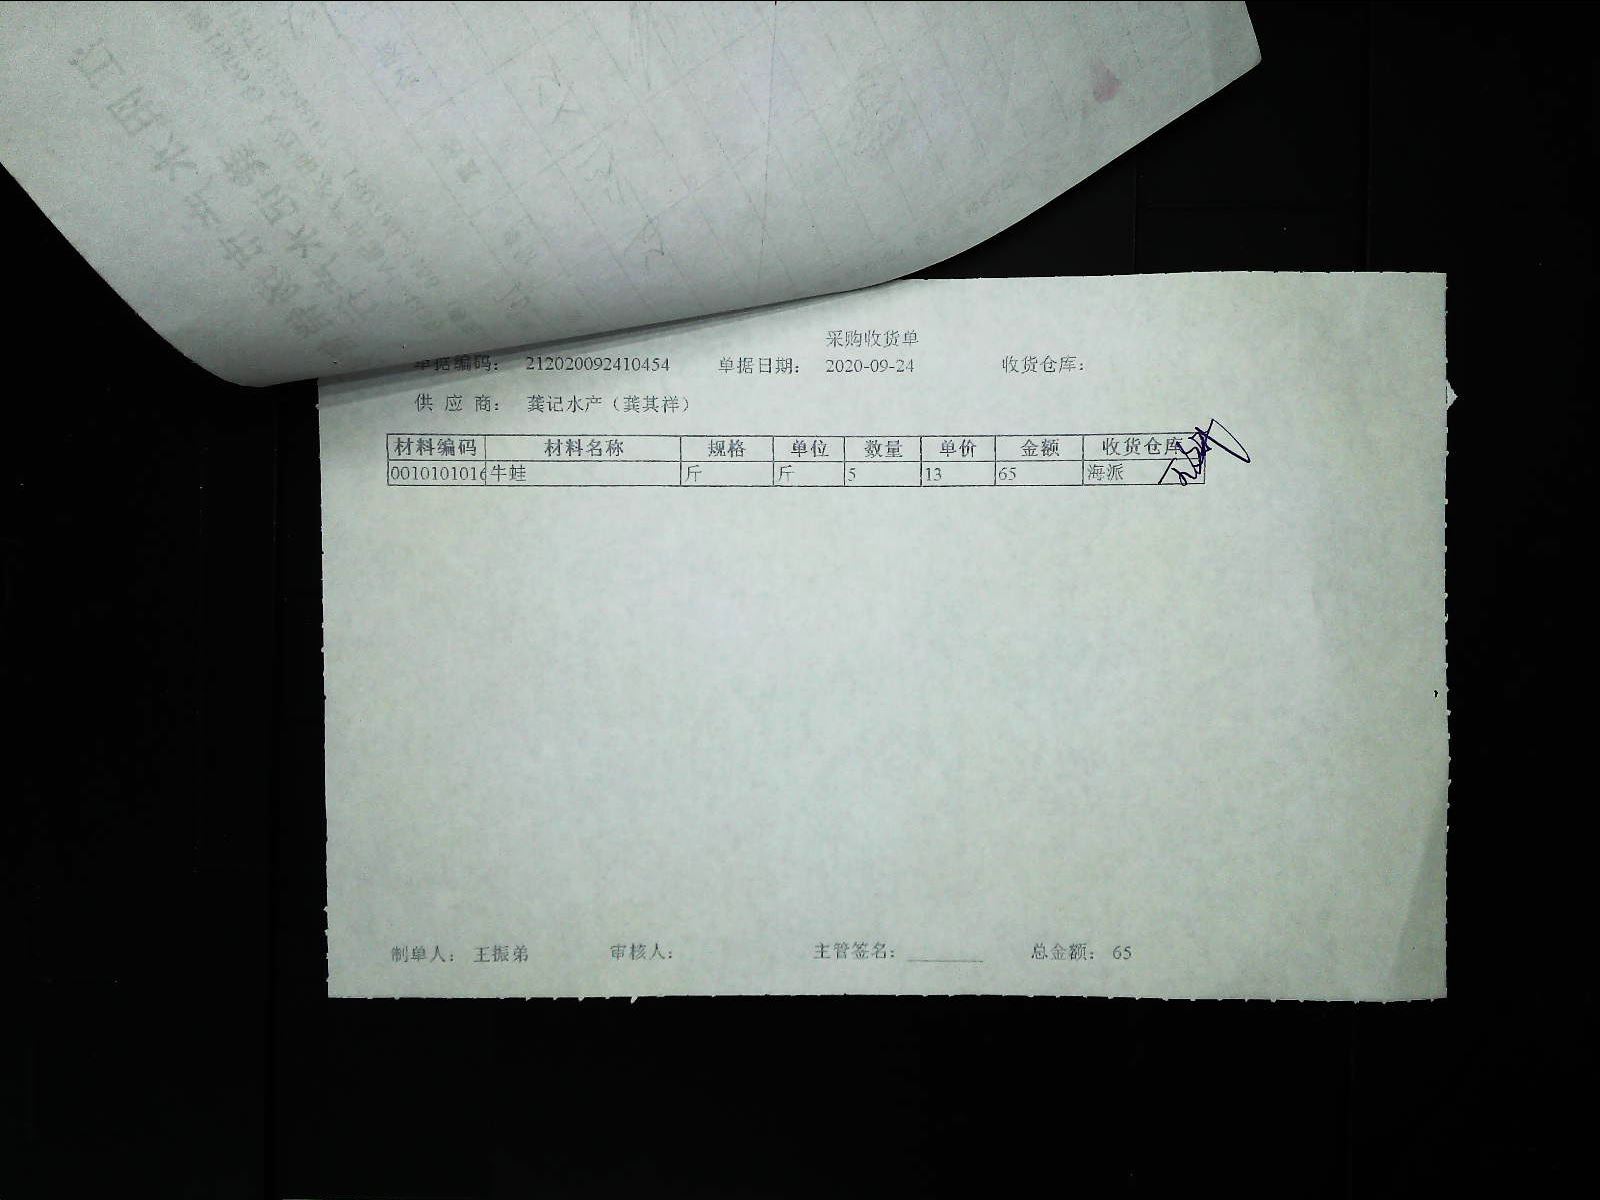 采购收货单
单据编码： 212020092410454 单据日期： 2020-09-24 收货仓库：
供 应 商： 龚记水产（龚其祥）
材料编码 材料名称 规格 单位 数量 单价 金额 收货仓库
0010101016 牛蛙 斤 斤 5 13 65 海派
制单人： 王振弟 审核人： 主管签名： ________ 总金额： 65